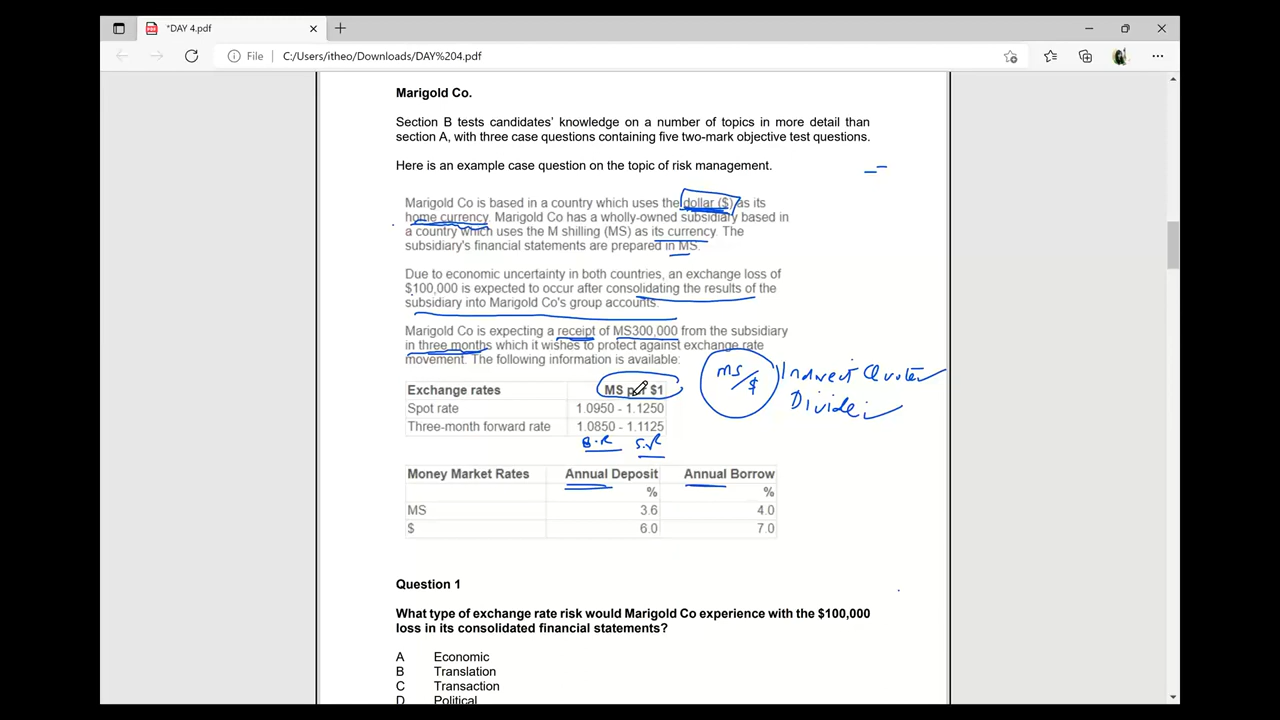 *DAY 4.pdf
File C:/Users/itheo/Downloads/DAY%204.pdf
Marigold Co.
Section B tests candidates' knowledge on a number of topics in more detail than
section A, with three case questions containing five two-mark objective test questions.
Here is an example case question on the topic of risk management.
Marigold Co is based in a country which uses the dollar ($) as its
home currency. Marigold Co has a wholly-owned subsidiary based in
a country which uses the M shilling (MS) as its currency. The
subsidiary's financial statements are prepared in MS.
Due to economic uncertainty in both countries, an exchange loss of
$100,000 is expected to occur after consolidating the results of the
subsidiary into Marigold Co's group accounts.
Marigold Co is expecting a receipt of MS300,000 from the subsidiary
in three months which it wishes to protect against exchange rate
movement. The following information is available:
MS/$ Indirect Quote
Divide
Exchange rates MS per $1
Spot rate 1.0950 - 1.1250
Three-month forward rate 1.0850 - 1.1125
B.R S.R
Money Market Rates Annual Deposit Annual Borrow
% %
MS 3.6 4.0
$ 6.0 7.0
Question 1
What type of exchange rate risk would Marigold Co experience with the $100,000
loss in its consolidated financial statements?
A Economic
B Translation
C Transaction
D Political